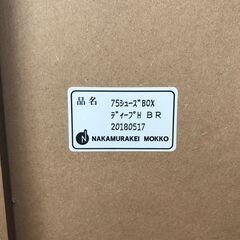 品名 75ｼｭｰｽﾞBOX
ﾃﾞｨｰﾌﾟH BR
20180517
NAKAMURAKEI MOKKO